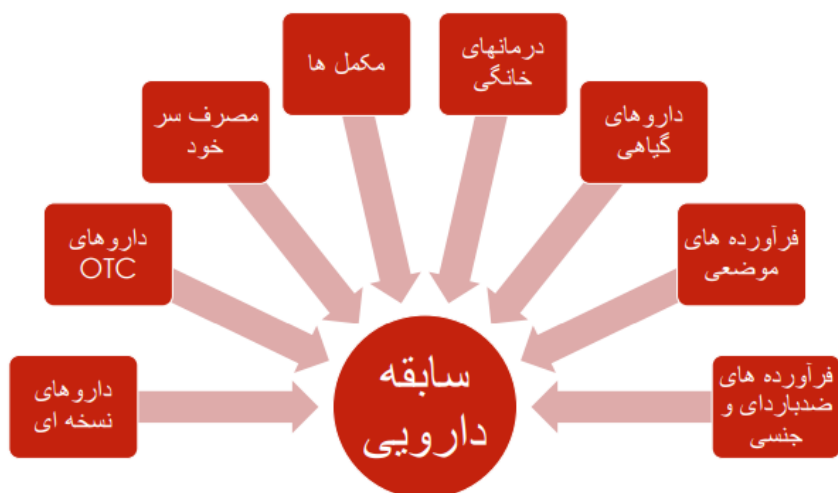 درمانهای
خانگی
مکمل ها
داروهای
گیاهی
مصرف سر
خود
فرآورده های
موضعی
داروهای
OTC
فرآورده های
ضدباردای و
جنسی
داروهای
نسخه ای
سابقه
دارویی